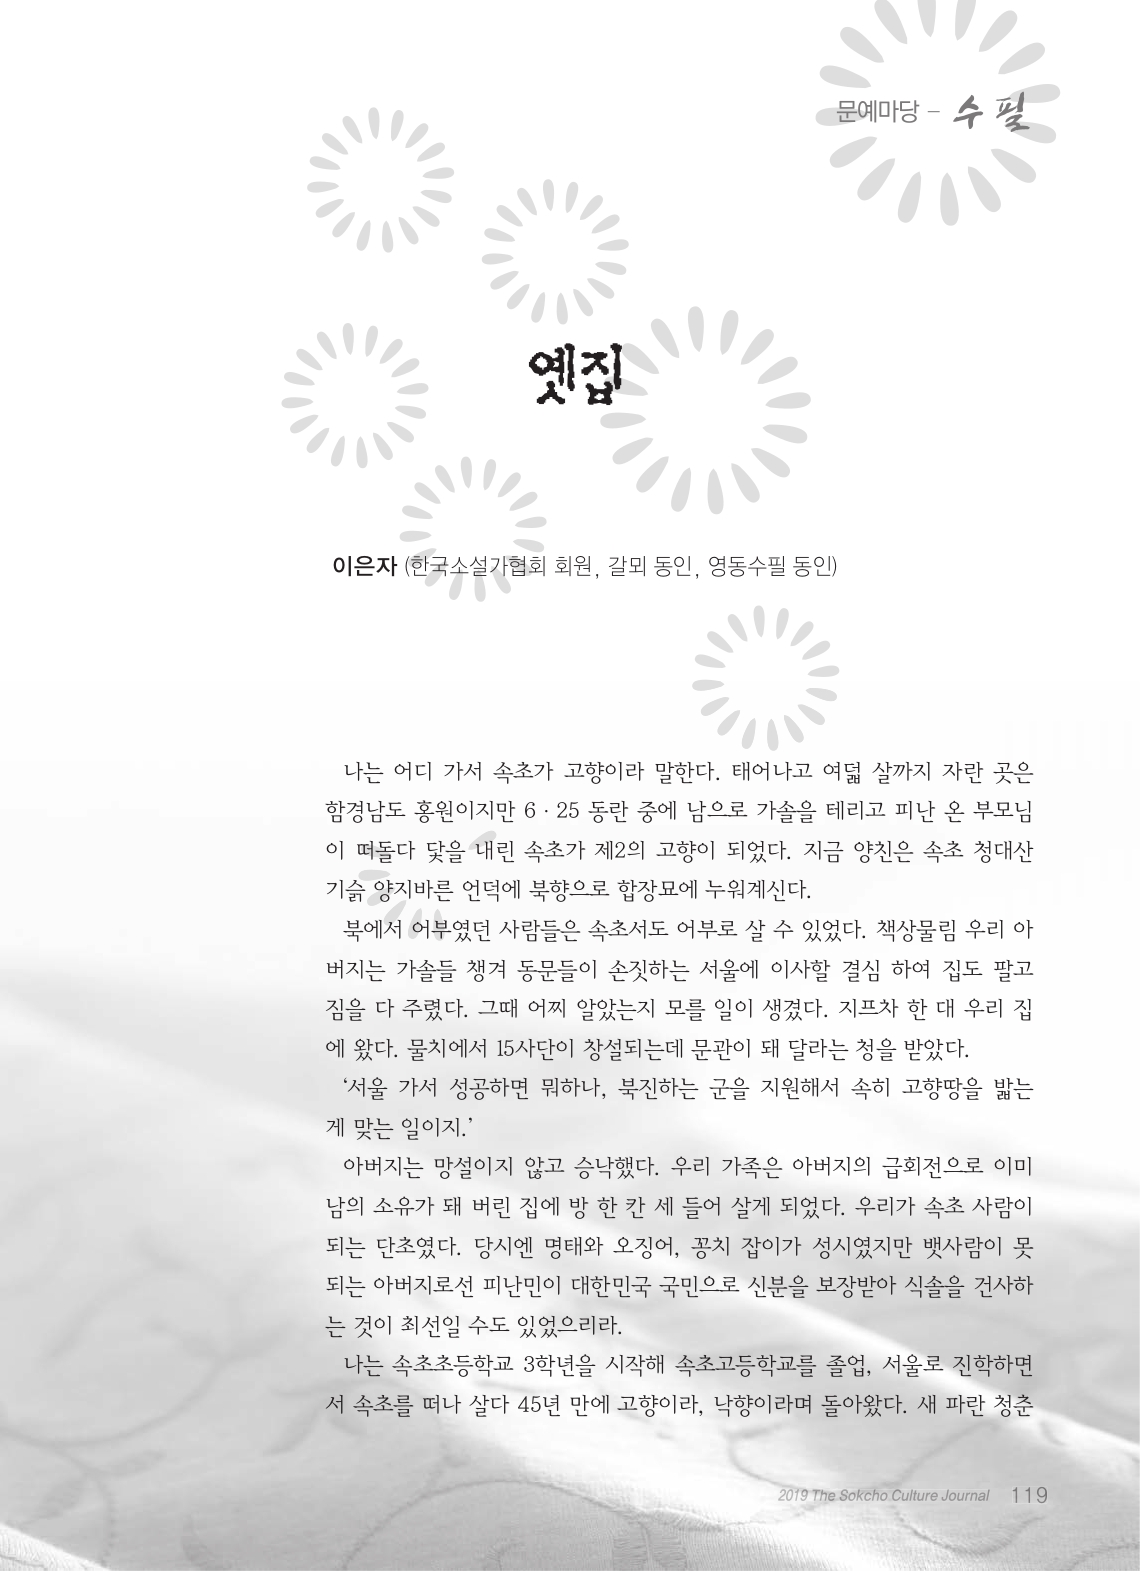 문예마당 - 수필
옛집
이은자 (한국소설가협회 회원, 갈뫼 동인, 영동수필 동인)
나는 어디 가서 속초가 고향이라 말한다. 태어나고 여덟 살까지 자란 곳은
함경남도 홍원이지만 6 · 25 동란 중에 남으로 가솔을 테리고 피난 온 부모님
이 떠돌다 닻을 내린 속초가 제2의 고향이 되었다. 지금 양친은 속초 청대산
기슭 양지바른 언덕에 북향으로 합장묘에 누워계신다.
북에서 어부였던 사람들은 속초서도 어부로 살 수 있었다. 책상물림 우리 아
버지는 가솔들 챙겨 동문들이 손짓하는 서울에 이사할 결심 하여 집도 팔고
짐을 다 주렸다. 그때 어찌 알았는지 모를 일이 생겼다. 지프차 한 대 우리 집
에 왔다. 물치에서 15사단이 창설되는데 문관이 돼 달라는 청을 받았다.
‘서울 가서 성공하면 뭐하나, 북진하는 군을 지원해서 속히 고향땅을 밟는
게 맞는 일이지.’
아버지는 망설이지 않고 승낙했다. 우리 가족은 아버지의 급회전으로 이미
남의 소유가 돼 버린 집에 방 한 칸 세 들어 살게 되었다. 우리가 속초 사람이
되는 단초였다. 당시엔 명태와 오징어, 꽁치 잡이가 성시였지만 뱃사람이 못
되는 아버지로선 피난민이 대한민국 국민으로 신분을 보장받아 식솔을 건사하
는 것이 최선일 수도 있었으리라.
나는 속초초등학교 3학년을 시작해 속초고등학교를 졸업, 서울로 진학하면
서 속초를 떠나 살다 45년 만에 고향이라, 낙향이라며 돌아왔다. 새 파란 청춘
2019 The Sokcho Culture Journal 119